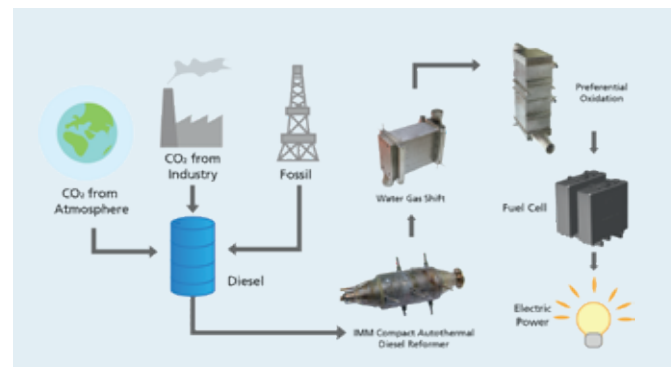 CO₂ from
Atmosphere
CO₂ from
Industry
Fossil
Diesel
IMM Compact Autothermal
Diesel Reformer
Water Gas Shift
Preferential
Oxidation
Fuel Cell
Electric
Power